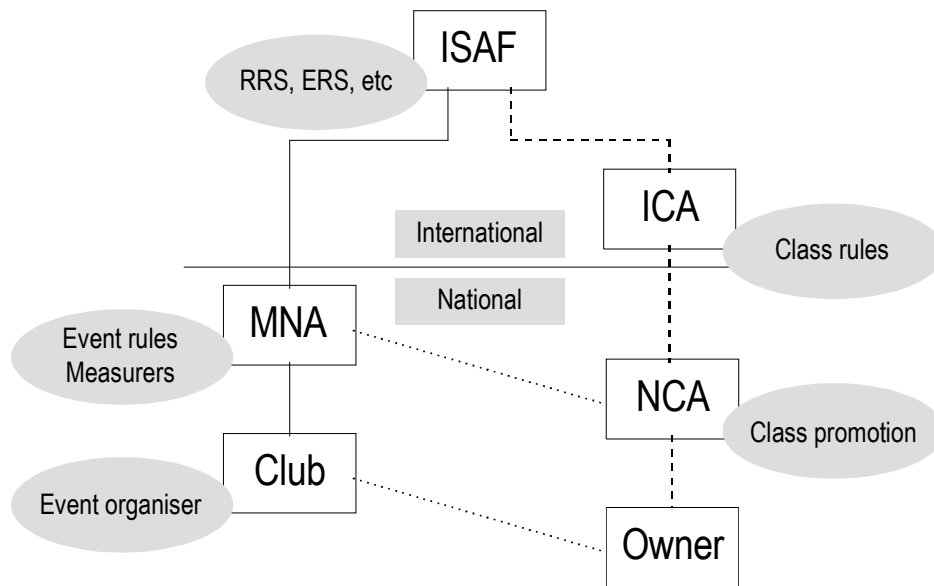 ISAF
RRS, ERS, etc
ICA
International
Class rules
National
MNA
Event rules
Measurers
NCA
Class promotion
Club
Event organiser
Owner